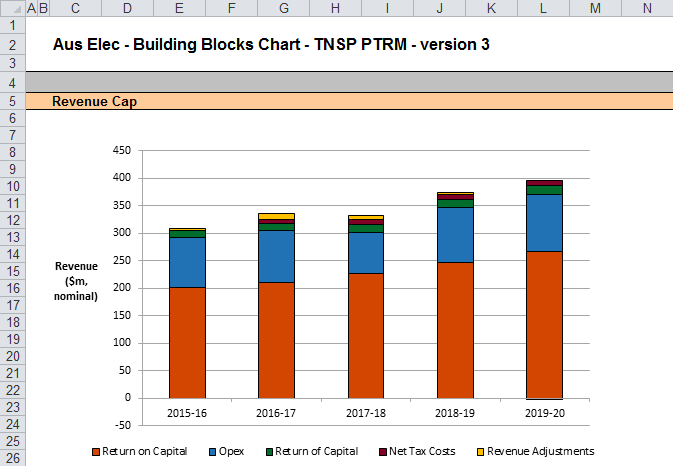 A B C D E F G H I J K L M N
1
2 Aus Elec - Building Blocks Chart - TNSP PTRM - version 3
3
4
5 Revenue Cap
6
7
8 450
9
10 400
11 350
12
13 300
14 250
15 Revenue
16 ($m, 200
17 nominal)
18 150
19
20 100
21 50
22
23 0
24 2015-16 2016-17 2017-18 2018-19 2019-20
-50
25
26 Return on Capital Opex Return of Capital Net Tax Costs Revenue Adjustments